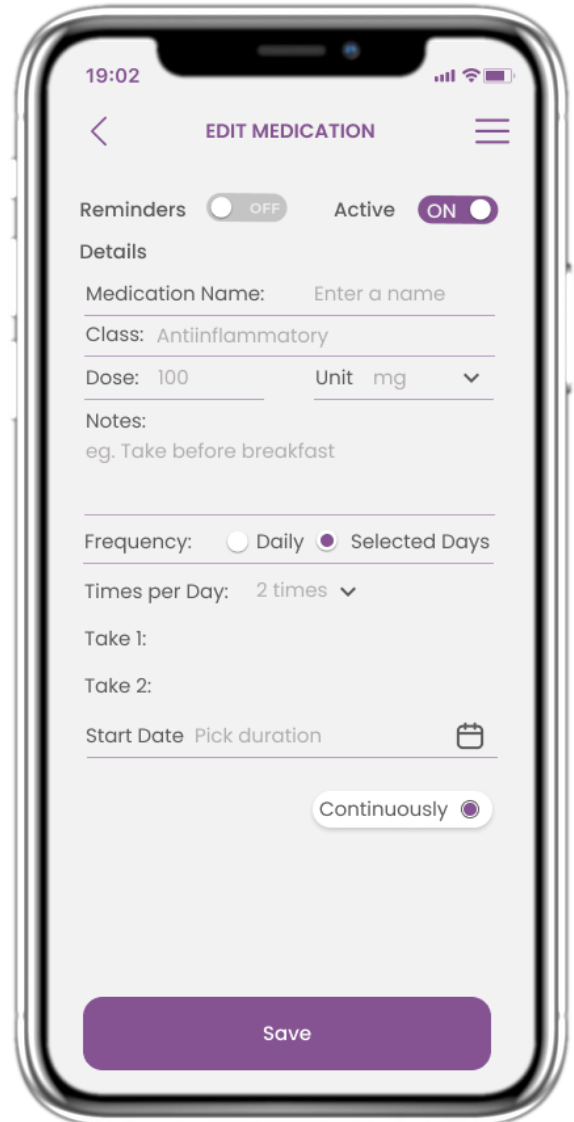 19:02
EDIT MEDICATION
Reminders OFF Active ON
Details
Medication Name: Enter a name
Class: Antiinflammatory
Dose: 100 Unit mg
Notes:
eg. Take before breakfast
Frequency: Daily Selected Days
Times per Day: 2 times
Take 1:
Take 2:
Start Date Pick duration
Continuously
Save